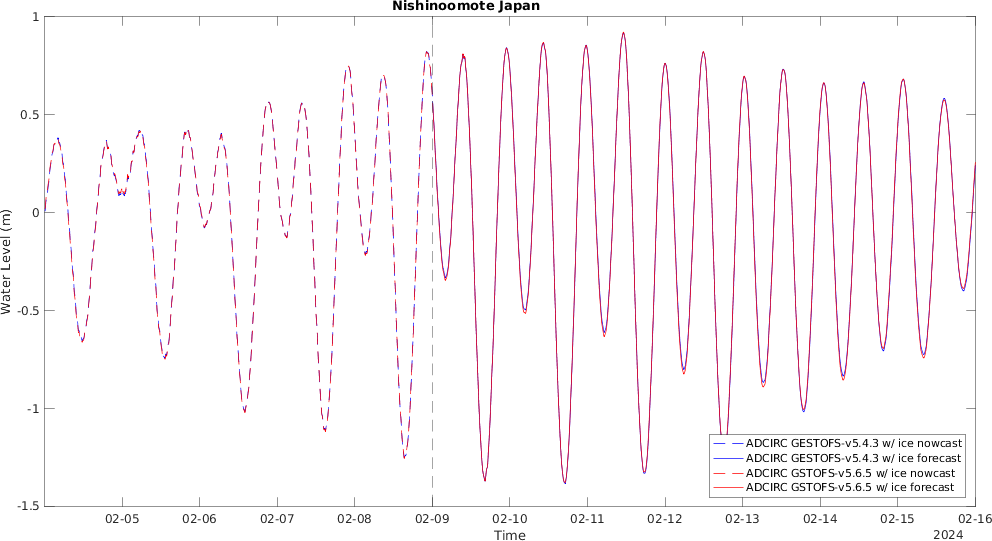 Nishinoomote Japan
1
0.5
0
-0.5
-1
-1.5
Water Level (m)
ADCIRC GESTOFS-v5.4.3 w/ ice nowcast
ADCIRC GESTOFS-v5.4.3 w/ ice forecast
ADCIRC GSTOFS-v5.6.5 w/ ice nowcast
ADCIRC GSTOFS-v5.6.5 w/ ice forecast
02-05 02-06 02-07 02-08 02-09 02-10 02-11 02-12 02-13 02-14 02-15 02-16
Time
2024